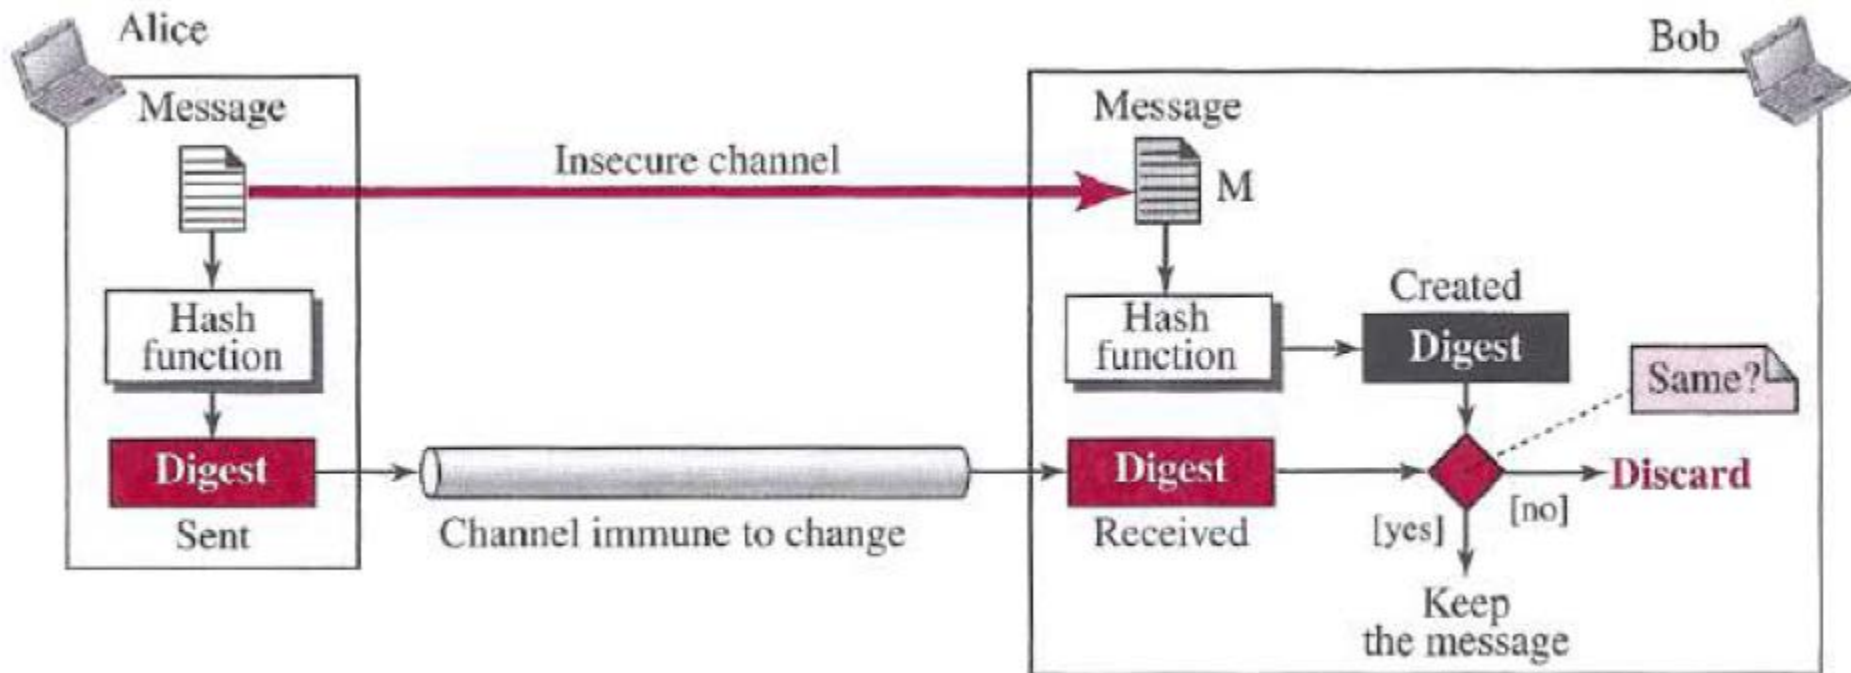 Alice
Bob
Message
Message
Insecure channel
M
Hash
function
Hash
function
Created
Digest
Same?
Digest
Sent
Channel immune to change
Digest
Received
Discard
[yes]
[no]
Keep
the message